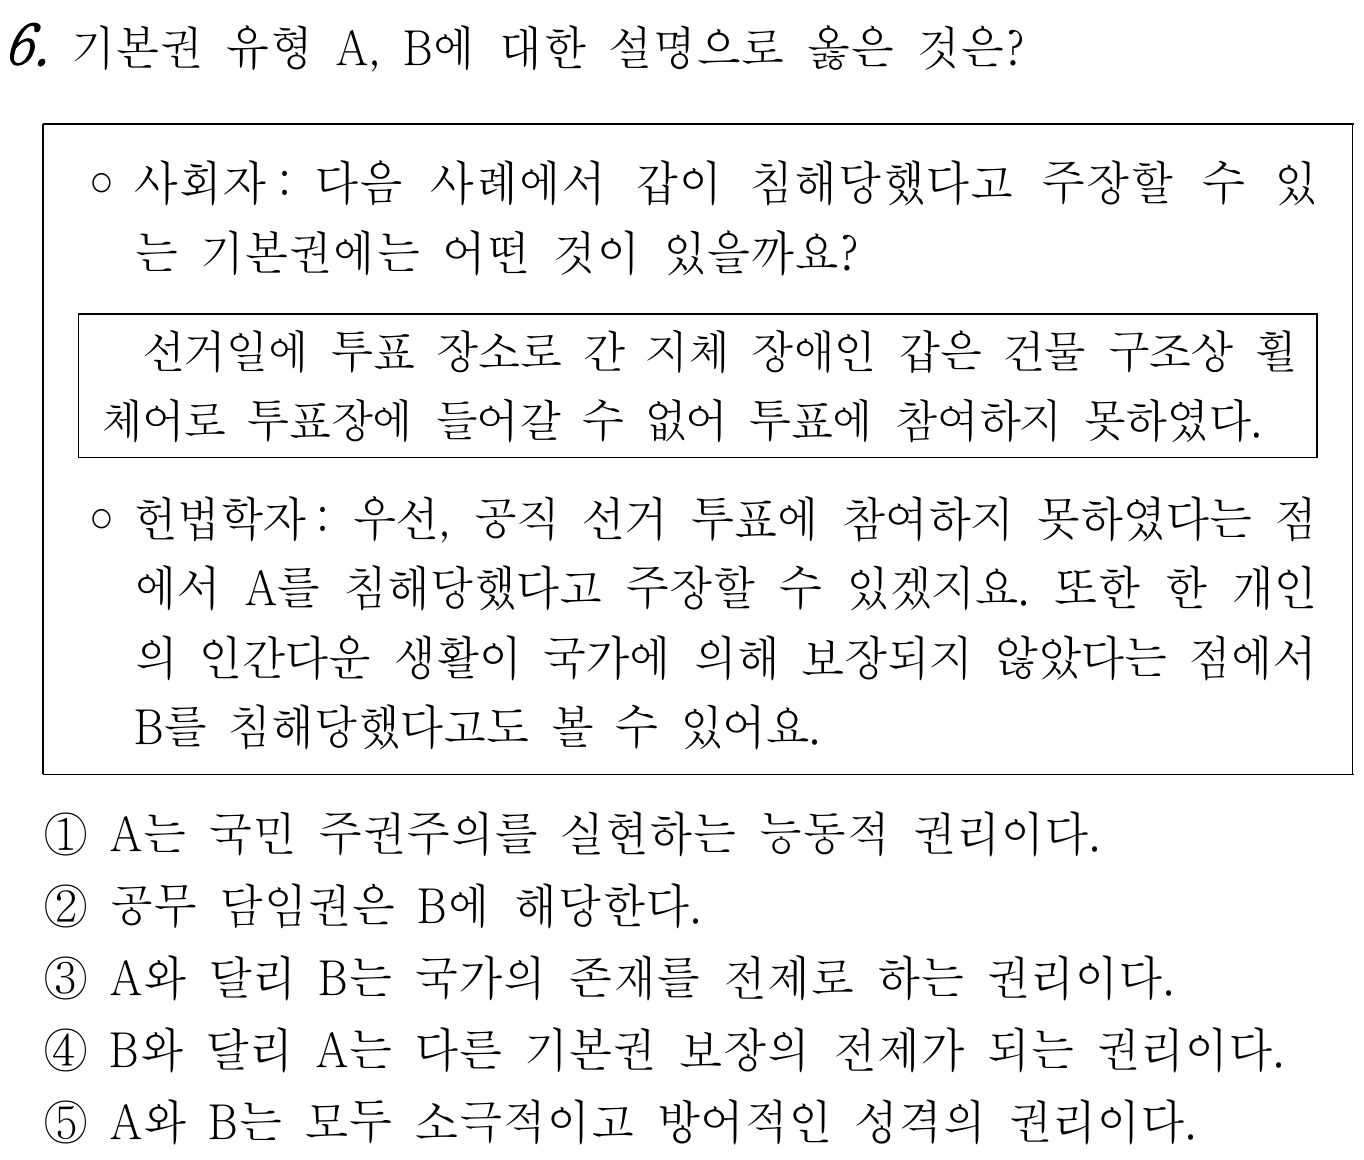 6. 기본권 유형 A, B에 대한 설명으로 옳은 것은?
○ 사회자: 다음 사례에서 갑이 침해당했다고 주장할 수 있
는 기본권에는 어떤 것이 있을까요?
선거일에 투표 장소로 간 지체 장애인 갑은 건물 구조상 휠
체어로 투표장에 들어갈 수 없어 투표에 참여하지 못하였다.
○ 헌법학자: 우선, 공직 선거 투표에 참여하지 못하였다는 점
에서 A를 침해당했다고 주장할 수 있겠지요. 또한 한 개인
의 인간다운 생활이 국가에 의해 보장되지 않았다는 점에서
B를 침해당했다고도 볼 수 있어요.
① A는 국민 주권주의를 실현하는 능동적 권리이다.
② 공무 담임권은 B에 해당한다.
③ A와 달리 B는 국가의 존재를 전제로 하는 권리이다.
④ B와 달리 A는 다른 기본권 보장의 전제가 되는 권리이다.
⑤ A와 B는 모두 소극적이고 방어적인 성격의 권리이다.